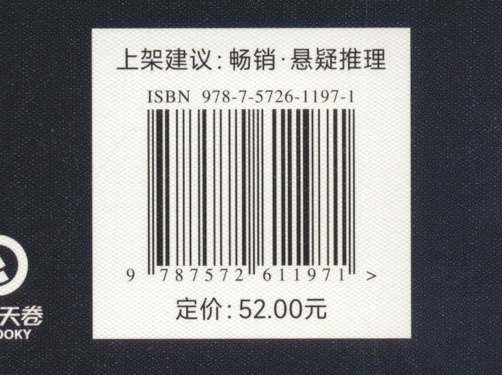 上架建议：畅销·悬疑推理
ISBN 978-7-5726-1197-1
9 787572 611971 >
定价：52.00元
天卷
OOKY